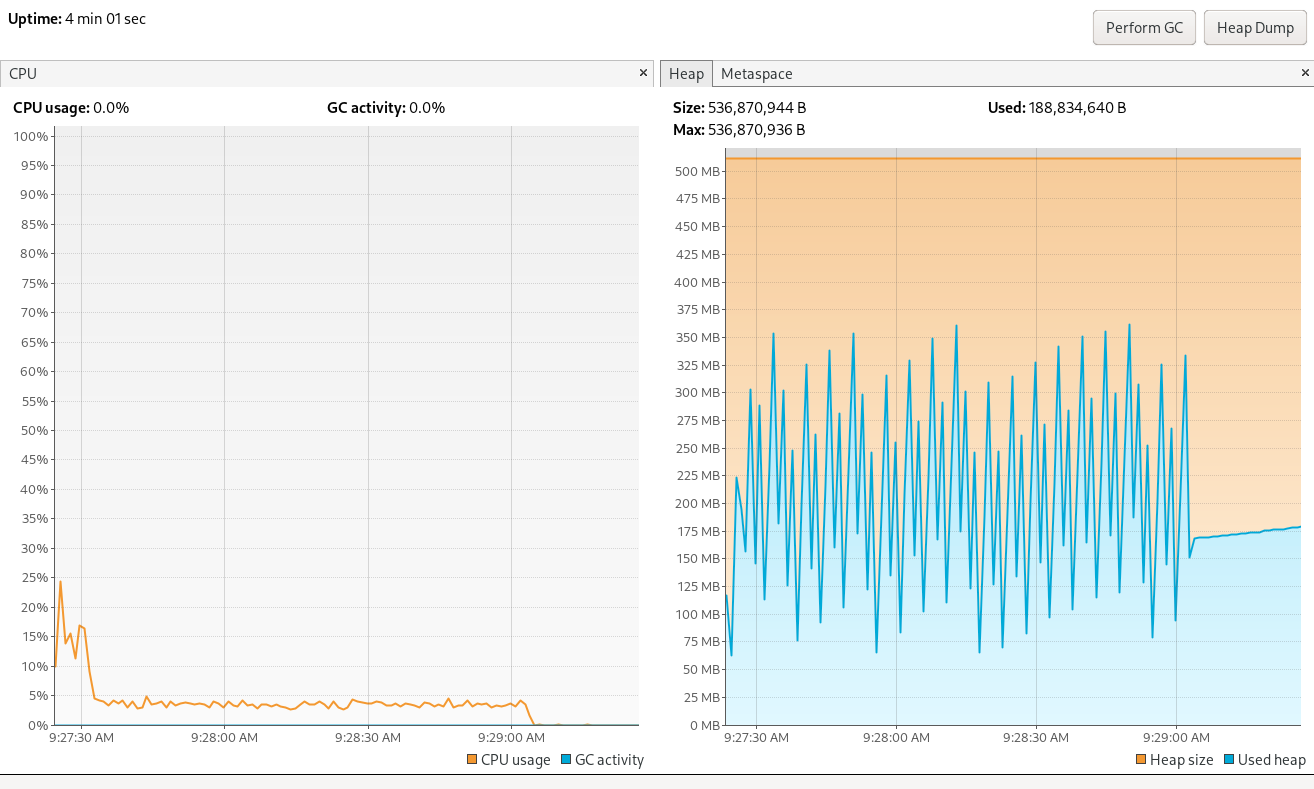 Uptime: 4 min 01 sec
Perform GC
Heap Dump
CPU
×
CPU usage: 0.0%
GC activity: 0.0%
100%
95%
90%
85%
80%
75%
70%
65%
60%
55%
50%
45%
40%
35%
30%
25%
20%
15%
10%
5%
0%
9:27:30 AM
9:28:00 AM
9:28:30 AM
9:29:00 AM
CPU usage
GC activity
Heap
Metaspace
×
Size: 536,870,944 B
Used: 188,834,640 B
Max: 536,870,936 B
500 MB
475 MB
450 MB
425 MB
400 MB
375 MB
350 MB
325 MB
300 MB
275 MB
250 MB
225 MB
200 MB
175 MB
150 MB
125 MB
100 MB
75 MB
50 MB
25 MB
0 MB
9:27:30 AM
9:28:00 AM
9:28:30 AM
9:29:00 AM
Heap size
Used heap